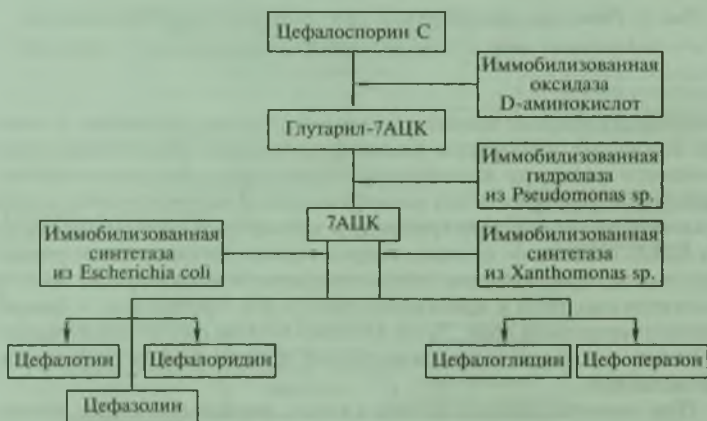 Цефалоспорин С
Иммобилизованная
оксидаза
D-аминокислот
Глутарил-7АЦК
Иммобилизованная
гидролаза
из Pseudomonas sp.
7АЦК
Иммобилизованная
синтетаза
из Escherichia coli
Иммобилизованная
синтетаза
из Xanthomonas sp.
Цефалотин
Цефалоридин
Цефалоглицин
Цефоперазон
Цефазолин